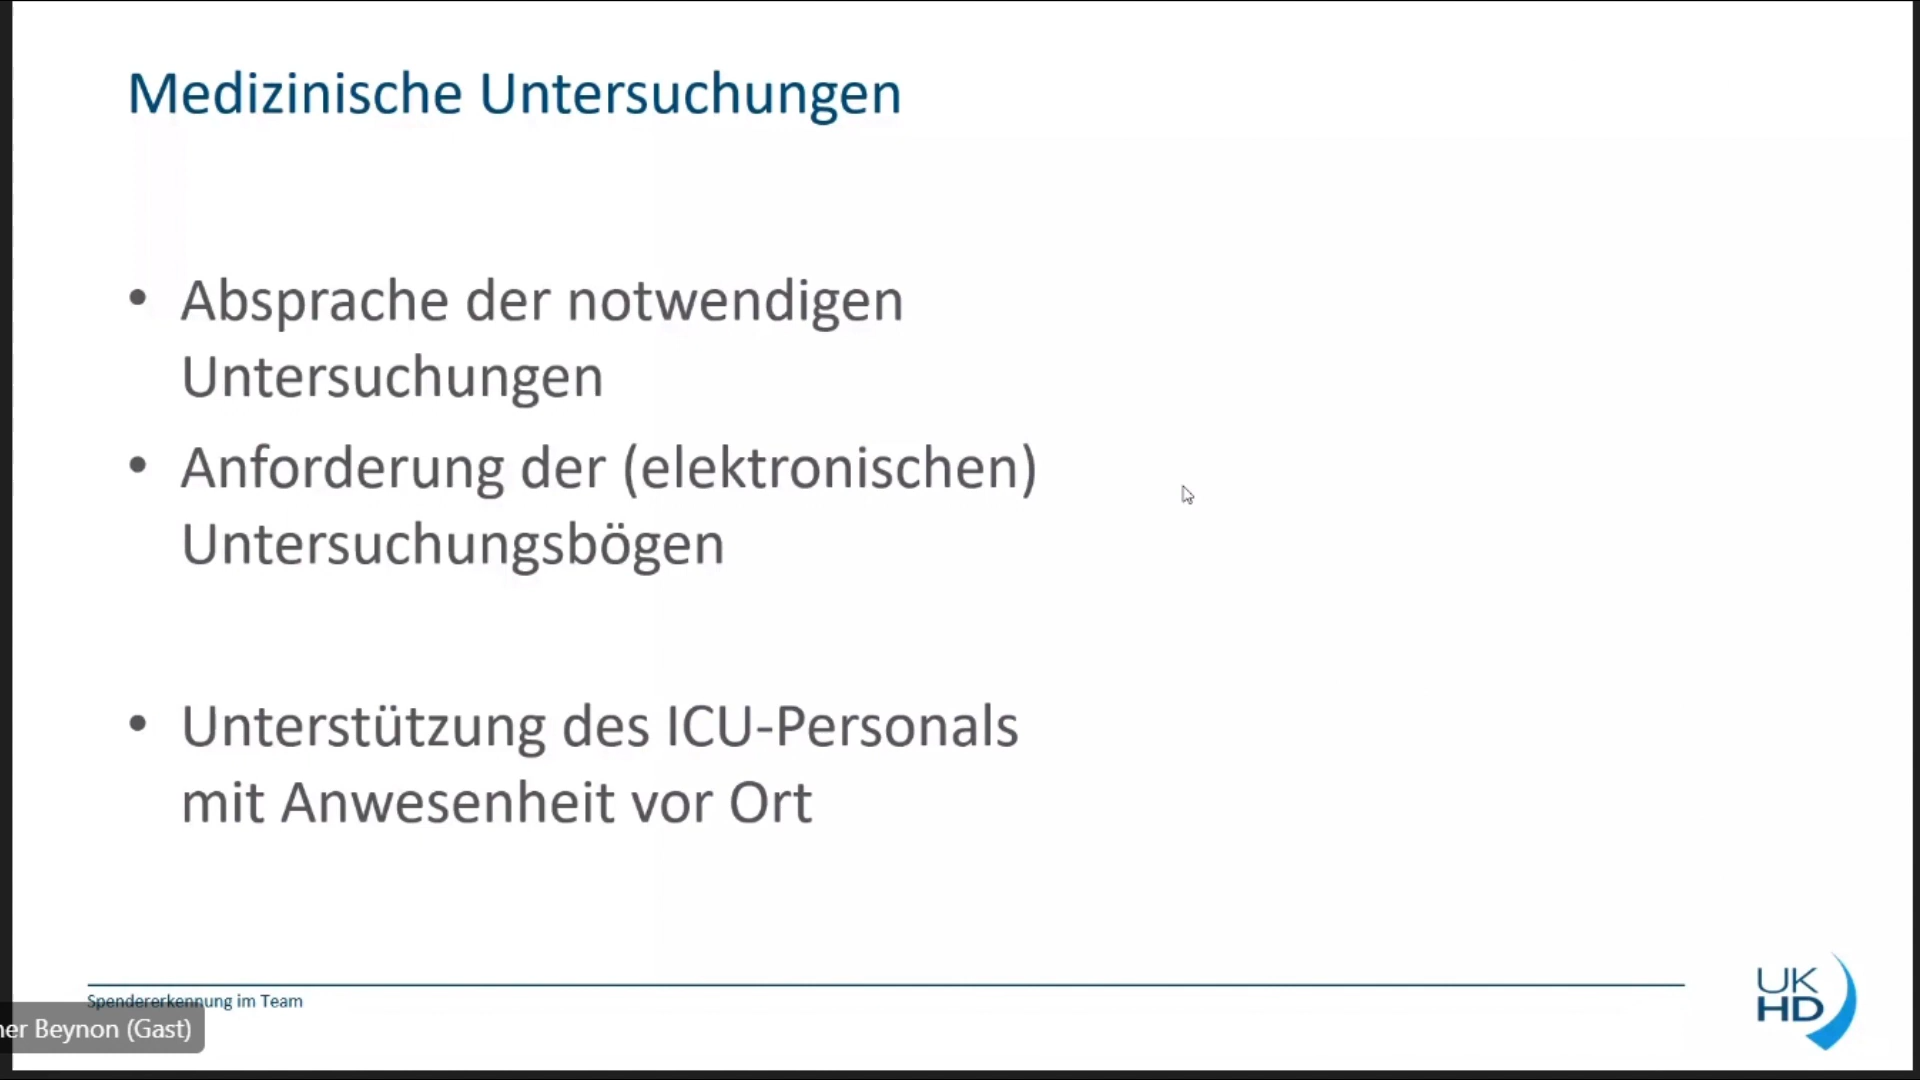 Medizinische Untersuchungen
• Absprache der notwendigen
Untersuchungen
• Anforderung der (elektronischen)
Untersuchungsbögen
• Unterstützung des ICU-Personals
mit Anwesenheit vor Ort
Spendererkennung im Team
Beynon (Gast)
UK
HD